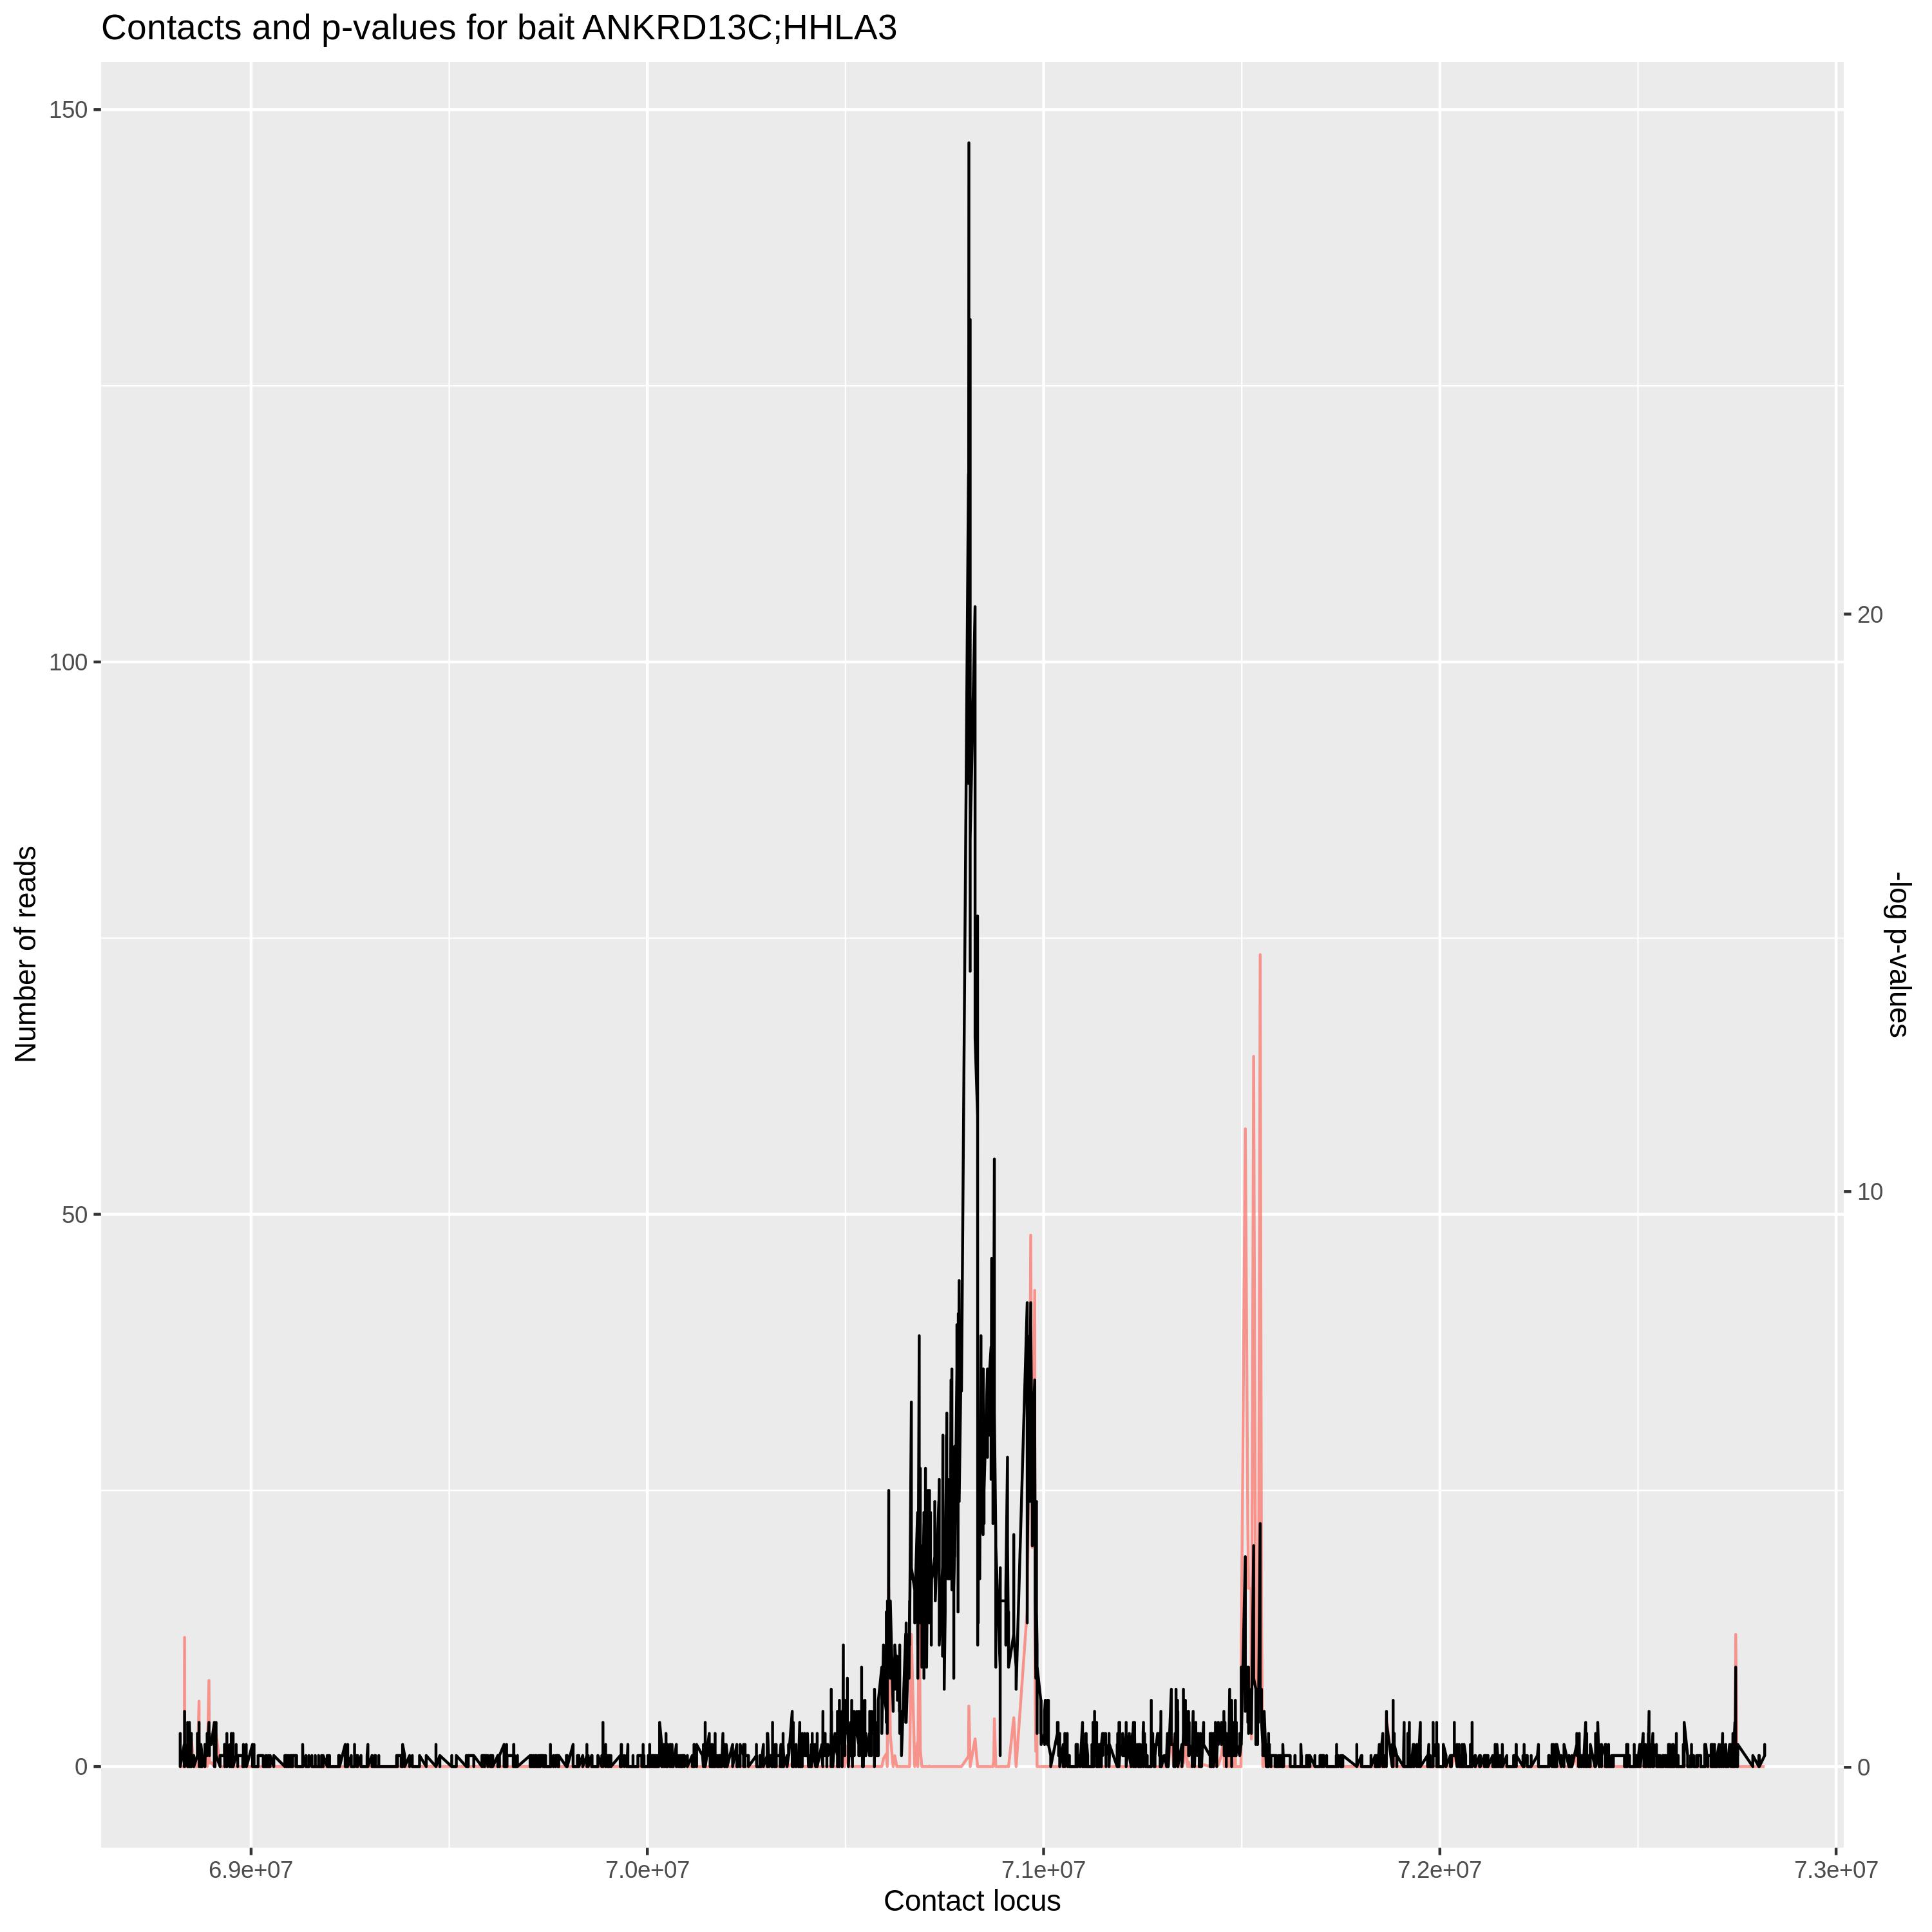 Contacts and p-values for bait ANKRD13C;HHLA3
150
100
50
0
Number of reads
20
10
0
-log p-values
6.9e+07
7.0e+07
7.1e+07
7.2e+07
7.3e+07
Contact locus